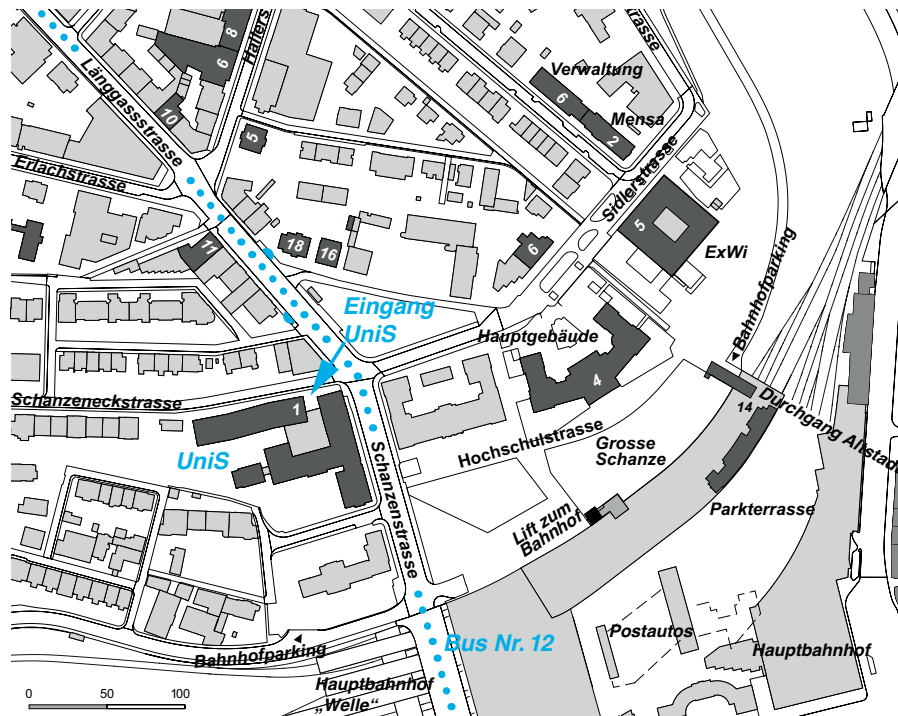 8
6
Hallers
Länggassstrasse
10
5
Erlachstrasse
11
18
16
Verwaltung
6
Mensa
2
strasse
Sidlerstrasse
5
ExWi
6
Bahnhofparking
Eingang
UniS
Hauptgebäude
4
Schanzeneckstrasse
1
UniS
Schanzenstrasse
Hochschulstrasse
Grosse
Schanze
14
Durchgang Altstadt
Lift zum
Bahnhof
Parkterrasse
Postautos
Hauptbahnhof
Bus Nr. 12
Bahnhofparking
Hauptbahnhof
„Welle“
0 50 100